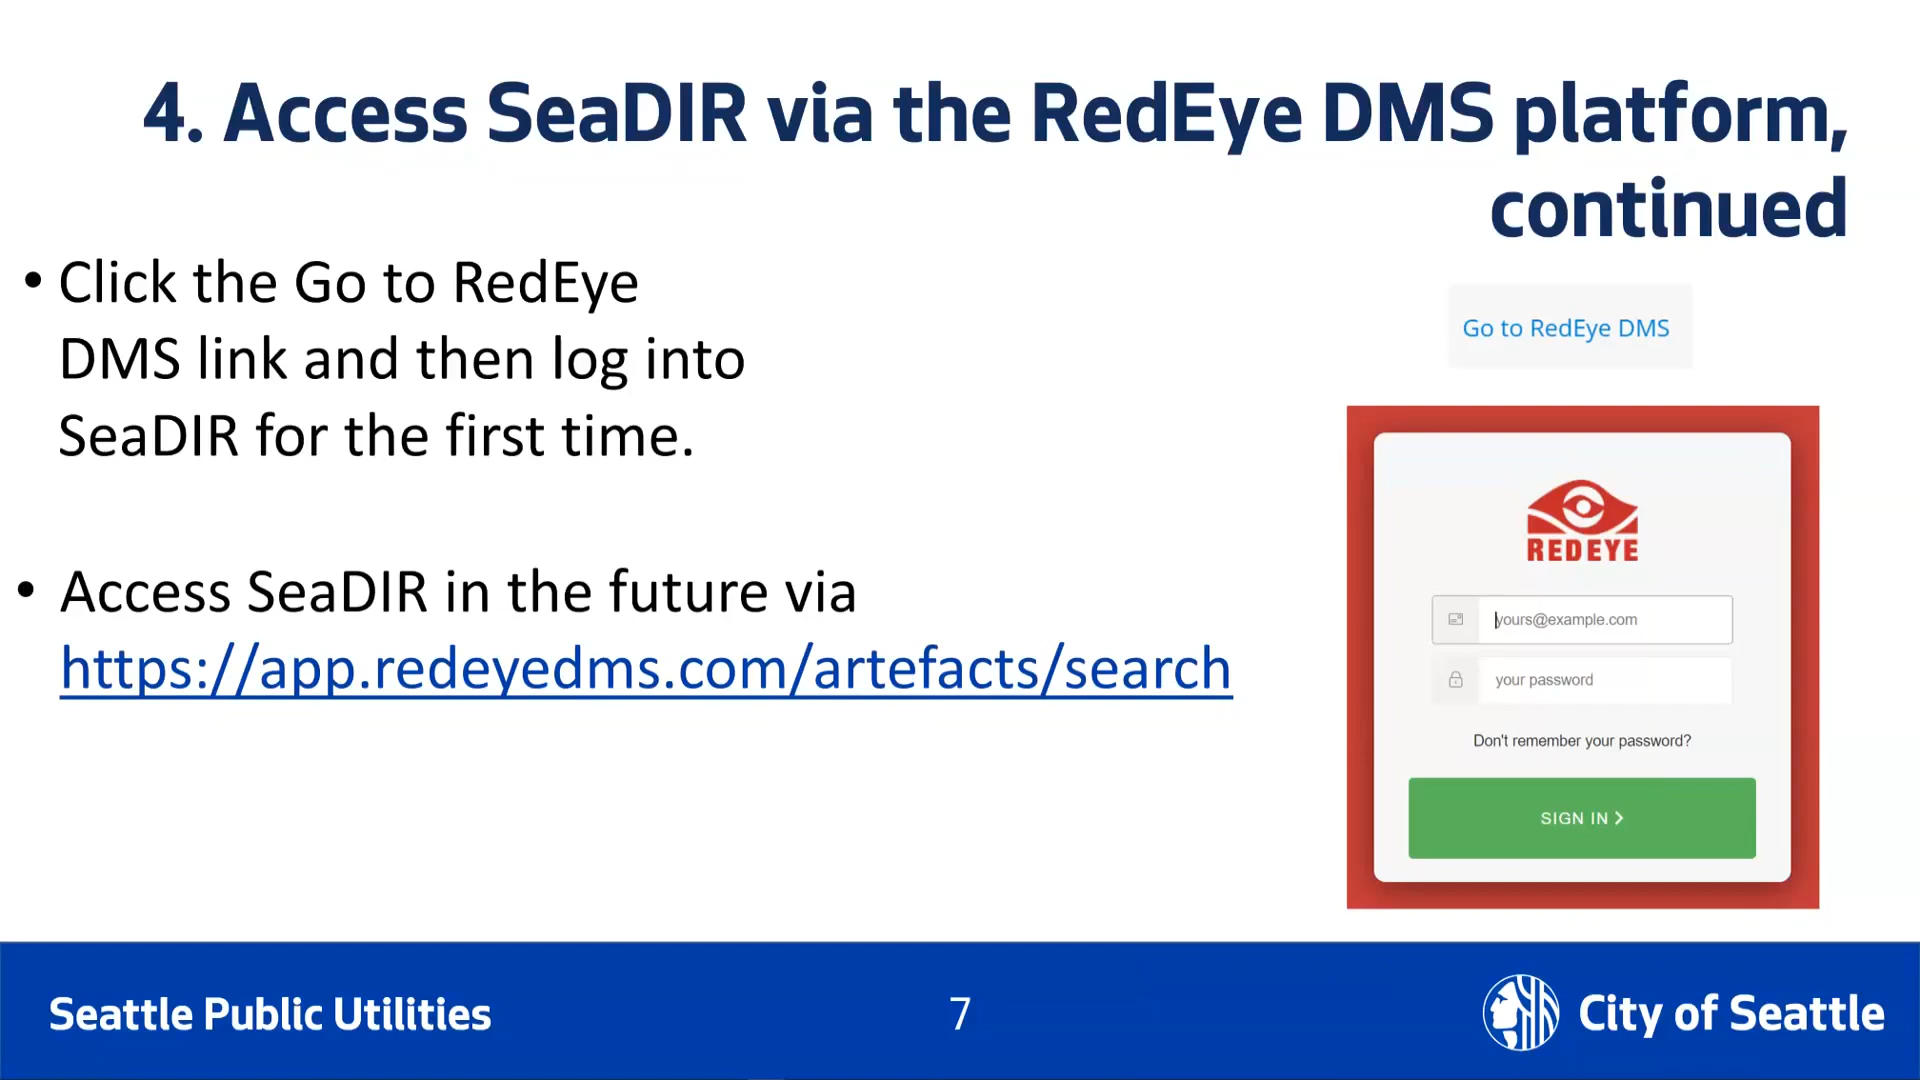 4. Access SeaDIR via the RedEye DMS platform,
continued
• Click the Go to RedEye
DMS link and then log into
SeaDIR for the first time.
• Access SeaDIR in the future via
https://app.redeyedms.com/artefacts/search
Go to RedEye DMS
REDEYE
yours@example.com
your password
Don't remember your password?
SIGN IN >
Seattle Public Utilities
7
City of Seattle